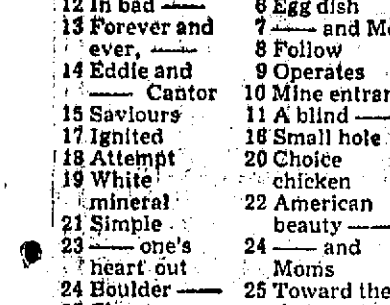 12 In bad —
13 Forever and
ever, —
14 Eddie and
— Cantor
15 Saviours
17 Ignited
18 Attempt
19 White
mineral
21 Simple
23 — one's
heart out
24 Boulder —
6 Egg dish
7 — and
8 Follow
9 Operates
10 Mine
11 A blind —
16 Small hole
20 Choice
chicken
22 American
beauty —
24 — and
Moms
25 Toward the